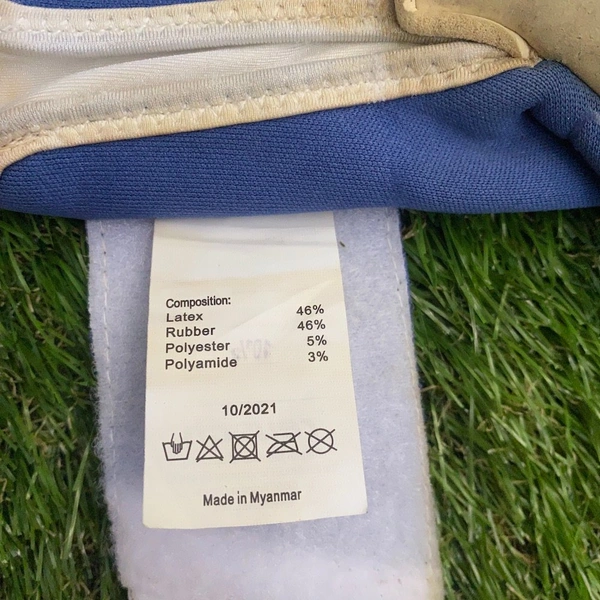 Composition:
Latex 46%
Rubber 46%
Polyester 5%
Polyamide 3%
10/2021
Made in Myanmar